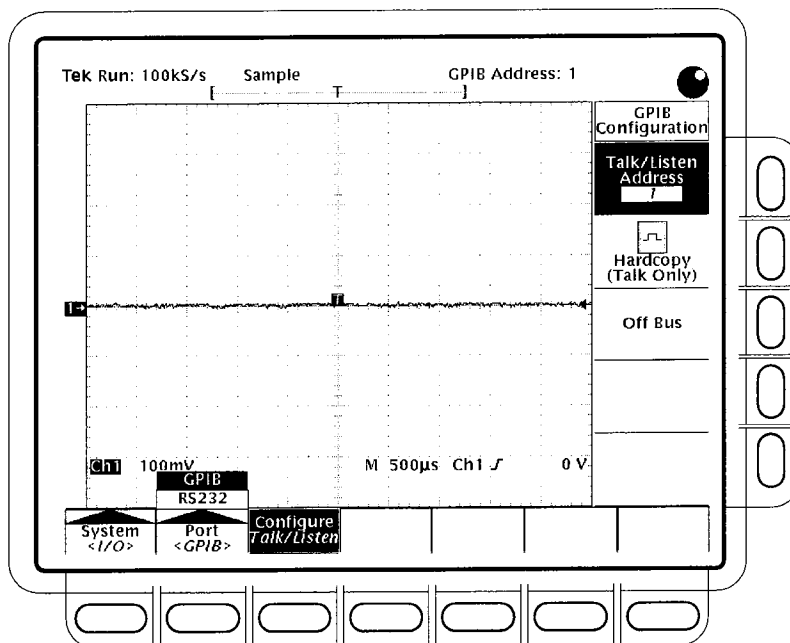 Tek Run: 100kS/s Sample GPIB Address: 1
[ T ]
GPIB
Configuration
Talk/Listen
Address
1
Hardcopy
(Talk Only)
Off Bus
1 T
Ch1 100mV M 500µs Ch1 0 V
GPIB
RS232
System
<I/O>
Port
<GPIB>
Configure
Talk/Listen